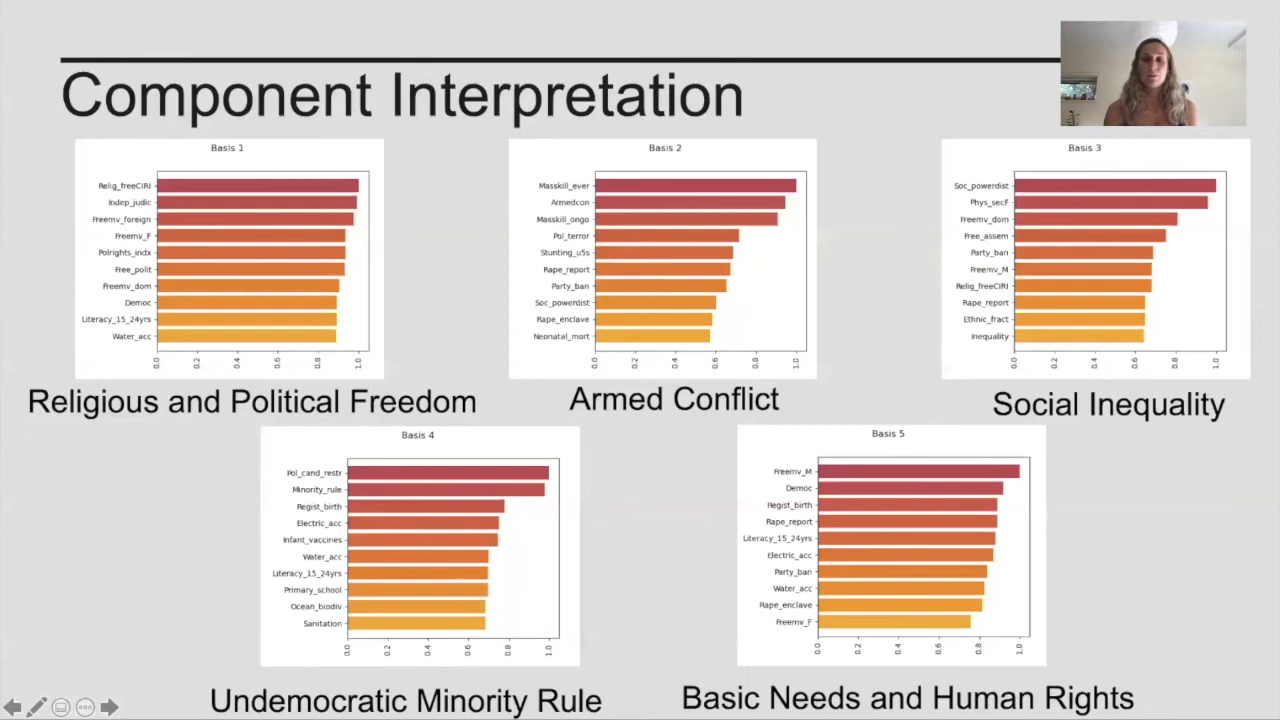 Component Interpretation
Basis 1
Relig_freeCIRI
Indep_judic
Freemv_foreign
Freemv_F
Polrights_indx
Free_polit
Freemv_dom
Democ
Literacy_15_24yrs
Water_acc
0.0 0.2 0.4 0.6 0.8 1.0
Religious and Political Freedom
Basis 2
Masskill_ever
Armedcon
Masskill_ongo
Pol_terror
Stunting_u5s
Rape_report
Party_ban
Soc_powerdist
Rape_enclave
Neonatal_mort
0.0 0.2 0.4 0.6 0.8 1.0
Armed Conflict
Basis 3
Soc_powerdist
Phys_secF
Freemv_dom
Free_assem
Party_ban
Freemv_M
Relig_freeCIRI
Rape_report
Ethnic_fract
Inequality
0.0 0.2 0.4 0.6 0.8 1.0
Social Inequality
Basis 4
Pol_cand_restr
Minority_rule
Regist_birth
Electric_acc
Infant_vaccines
Water_acc
Literacy_15_24yrs
Primary_school
Ocean_biodiv
Sanitation
0.0 0.2 0.4 0.6 0.8 1.0
Undemocratic Minority Rule
Basis 5
Freemv_M
Democ
Regist_birth
Rape_report
Literacy_15_24yrs
Electric_acc
Party_ban
Water_acc
Rape_enclave
Freemv_F
0.0 0.2 0.4 0.6 0.8 1.0
Basic Needs and Human Rights